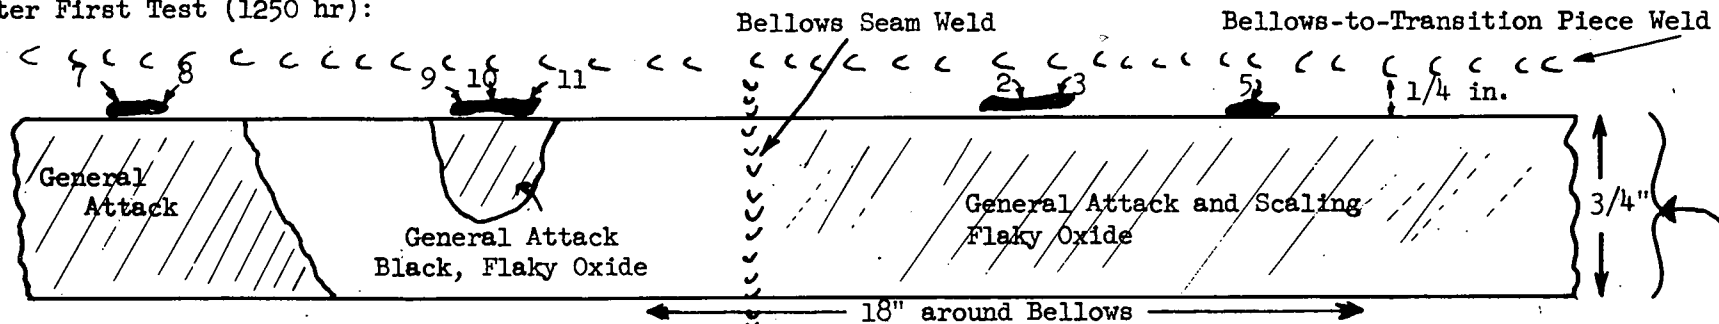 ter First Test (1250 hr):
Bellows Seam Weld
Bellows-to-Transition Piece Weld
7 8 9 10 11 2 3 5 1/4 in.
General
Attack
General Attack
Black, Flaky Oxide
General Attack and Scaling
Flaky Oxide
3/4"
18" around Bellows